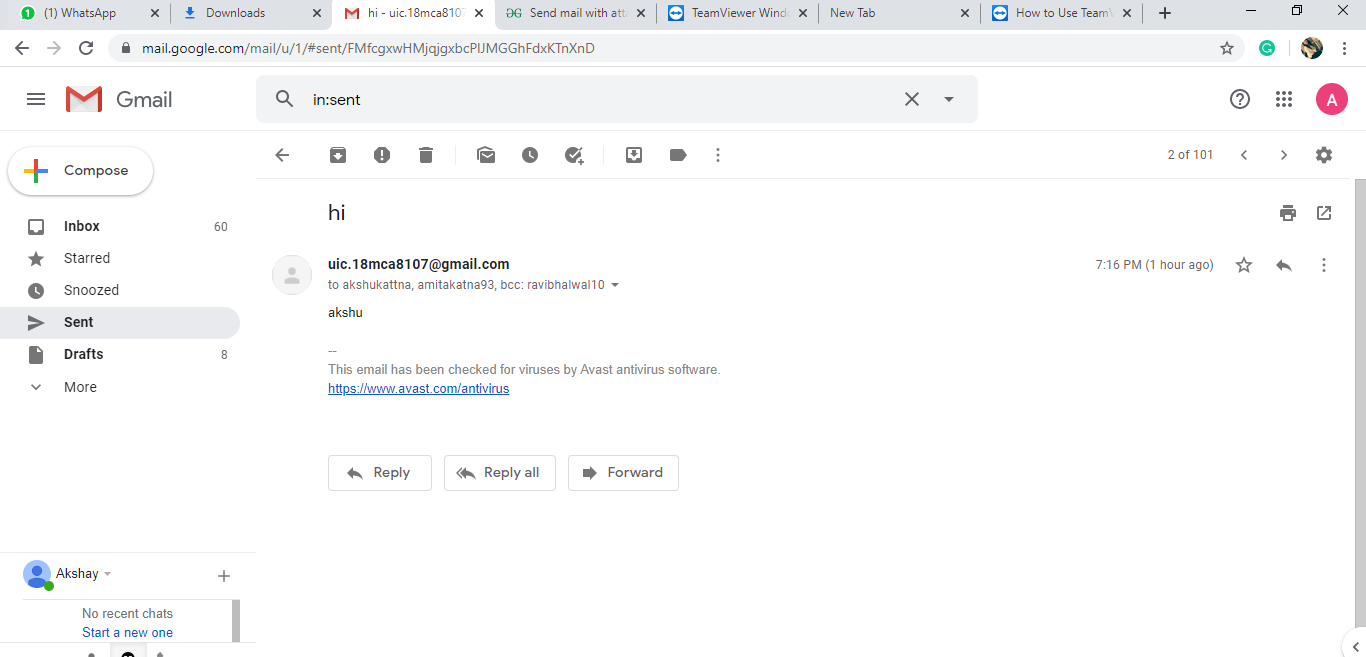 (1) WhatsApp
Downloads
hi - uic.18mca8107
Send mail with att
TeamViewer Wind
New Tab
How to Use Team
mail.google.com/mail/u/1/#sent/FMfcgxwHMjqjgxbcPlJMGGhFdxKTnXnD
Gmail
in:sent
A
Compose
2 of 101
Inbox 60
Starred
Snoozed
Sent
Drafts 8
More
hi
uic.18mca8107@gmail.com
7:16 PM (1 hour ago)
to akshukattna, amitakatna93, bcc: ravibhalwal10
akshu
--
This email has been checked for viruses by Avast antivirus software.
https://www.avast.com/antivirus
Reply
Reply all
Forward
Akshay
No recent chats
Start a new one